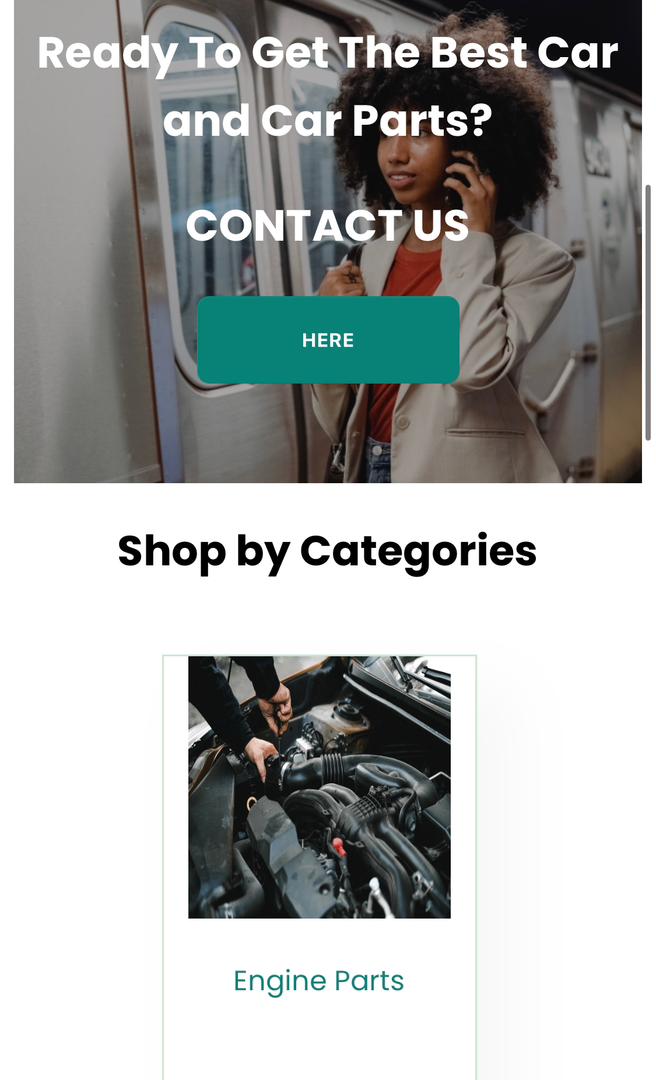 Ready To Get The Best Car
and Car Parts?
CONTACT US
HERE
Shop by Categories
Engine Parts